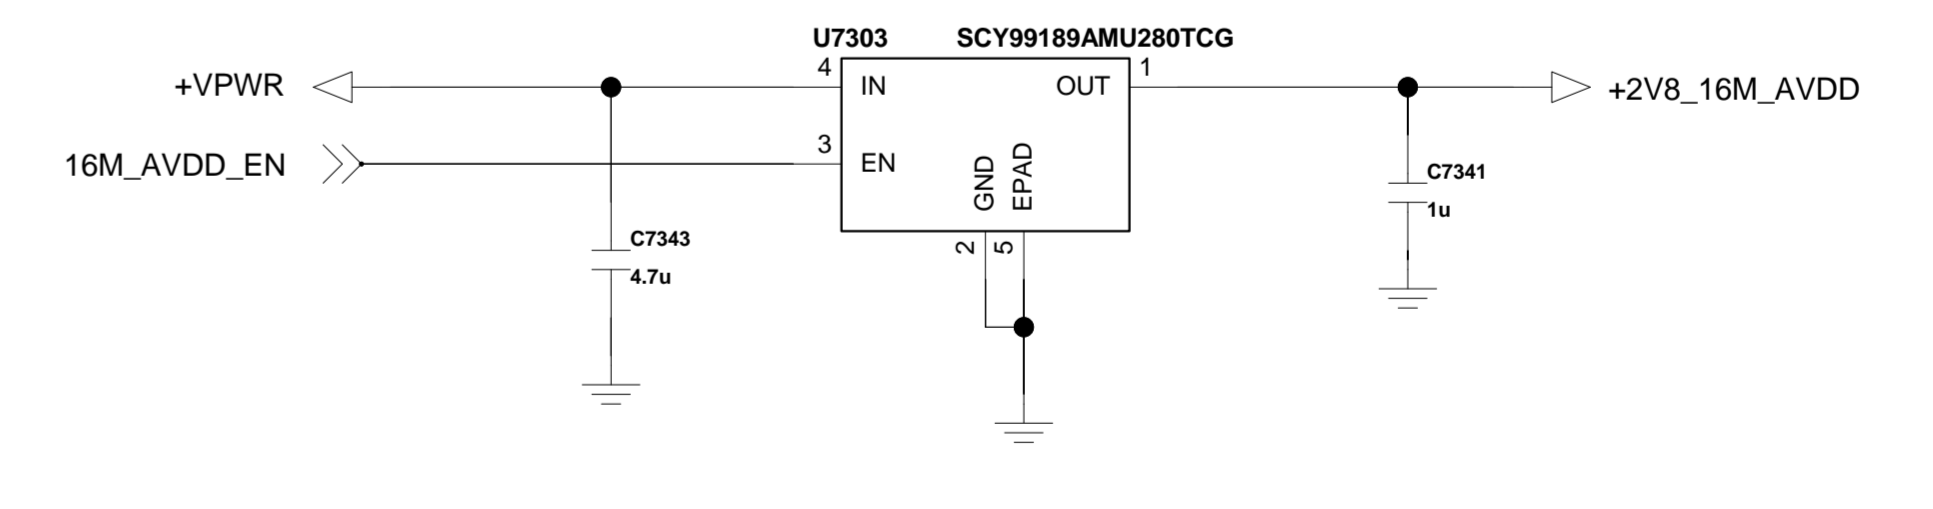 U7303 SCY99189AMU280TCG
+VPWR 4 IN OUT 1 +2V8_16M_AVDD
16M_AVDD_EN 3 EN GND EPAD
C7341
1u
2 5
C7343
4.7u